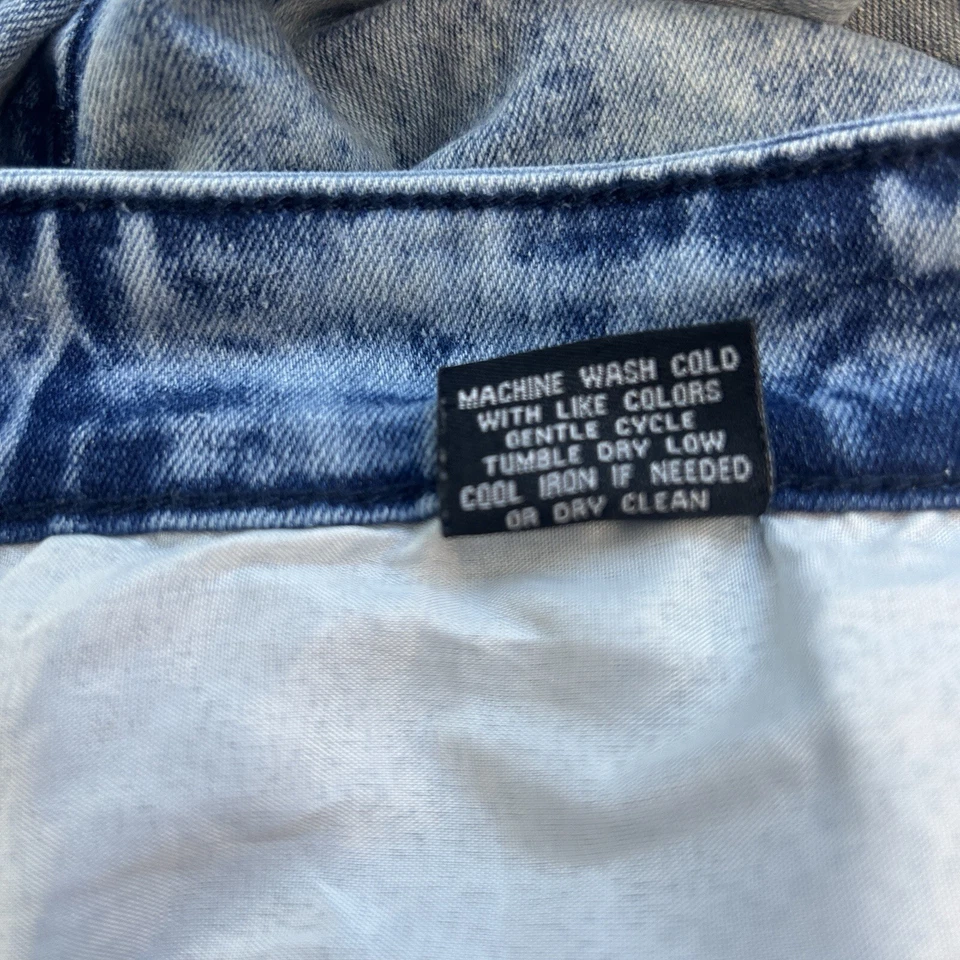 MACHINE WASH COLD
WITH LIKE COLORS
GENTLE CYCLE
TUMBLE DRY LOW
COOL IRON IF NEEDED
OR DRY CLEAN